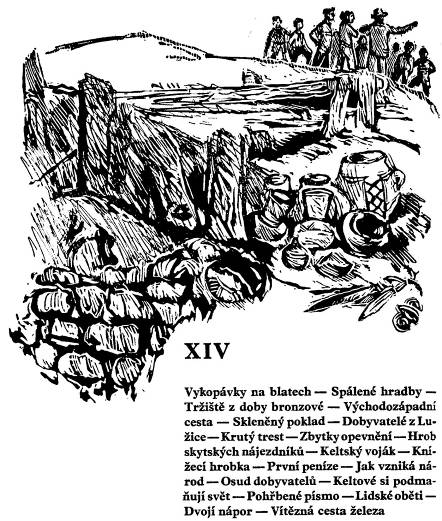 XIV
Vykopávky na blatech — Spálené hradby —
Tržiště z doby bronzové — Východozápadní
cesta — Skleněný poklad — Dobyvatelé z Lu-
žice — Krutý trest — Zbytky opevnění — Hrob
skytských nájezdníků — Keltský voják — Kní-
žecí hrobka — První peníze — Jak vzniká ná-
rod — Osud dobyvatelů — Keltové si podma-
ňují svět — Pohřbené písmo — Lidské oběti —
Dvojí nápor — Vítězná cesta železa